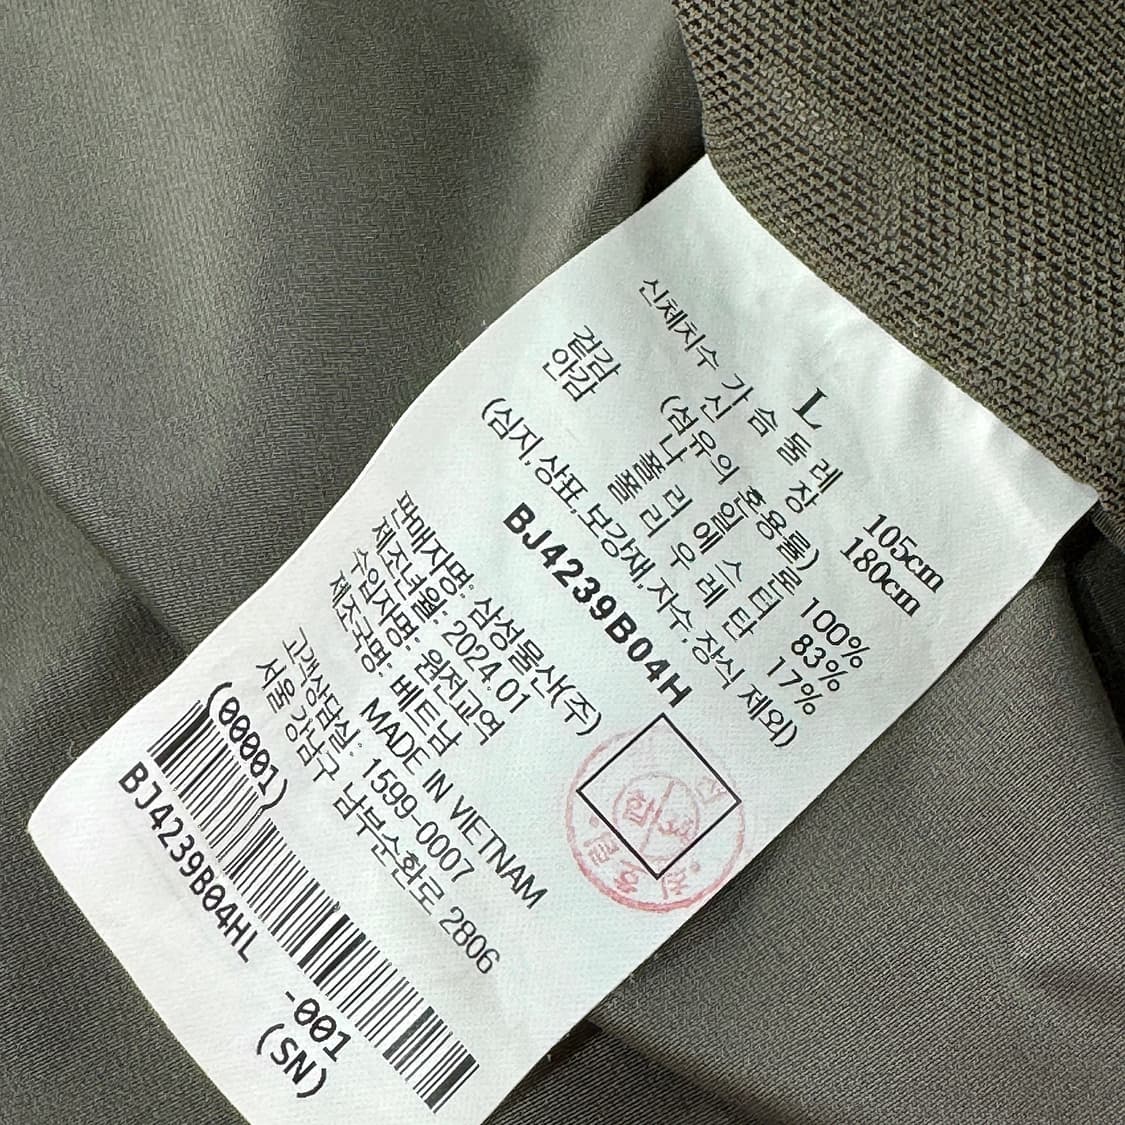 L
신체치수 가슴둘레 105cm
신장 180cm
(섬유의 혼용률)
겉감 나일론 100%
안감 폴리에스터 83%
폴리우레탄 17%
(심지,상표,보강재,자수,장식 제외)
BJ4239B04H
판매자명: 삼성물산(주)
제조년월: 2024.01
수입자명: 원전교역
제조국명: 베트남
MADE IN VIETNAM
고객상담실: 1599-0007
서울 강남구 남부순환로 2806
(00001)
BJ4239B04HL
-001
(SN)